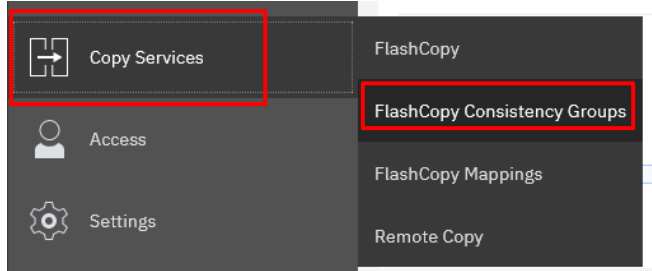 Copy Services
Access
Settings
FlashCopy
FlashCopy Consistency Groups
FlashCopy Mappings
Remote Copy